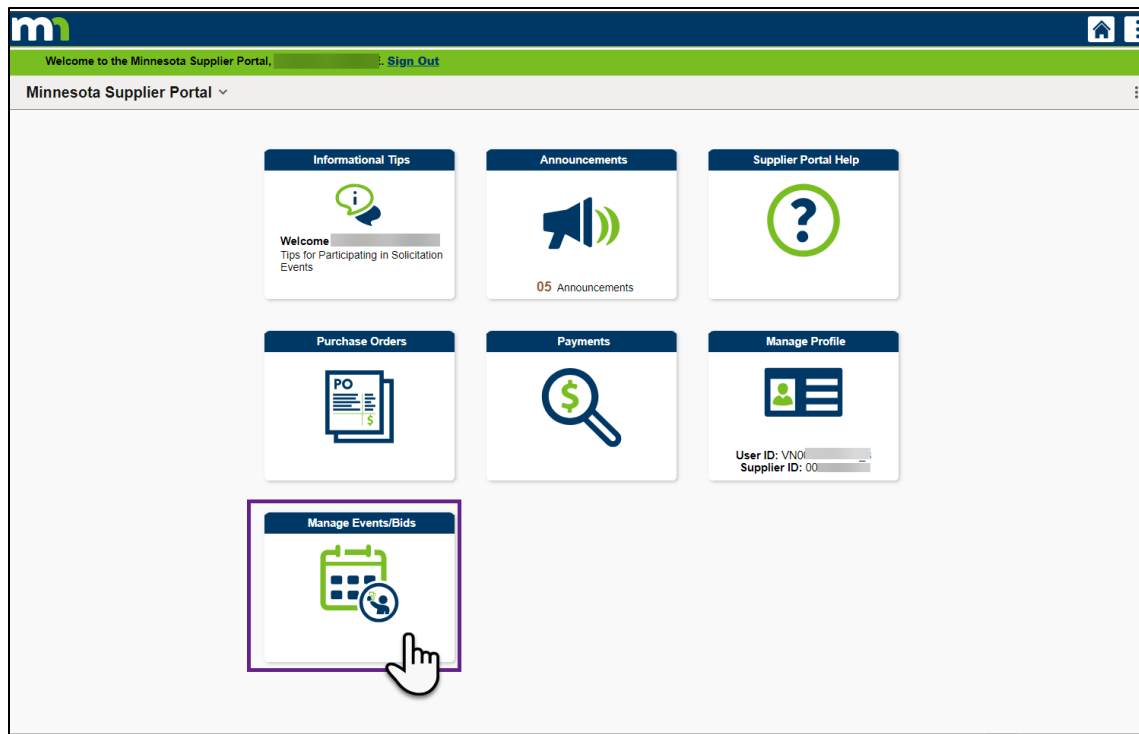 mn
Welcome to the Minnesota Supplier Portal, . Sign Out
Minnesota Supplier Portal
Informational Tips
Welcome
Tips for Participating in Solicitation
Events
Announcements
05 Announcements
Supplier Portal Help
?
Purchase Orders
PO
$
Payments
$
Manage Profile
User ID: VN0
Supplier ID: 00
Manage Events/Bids